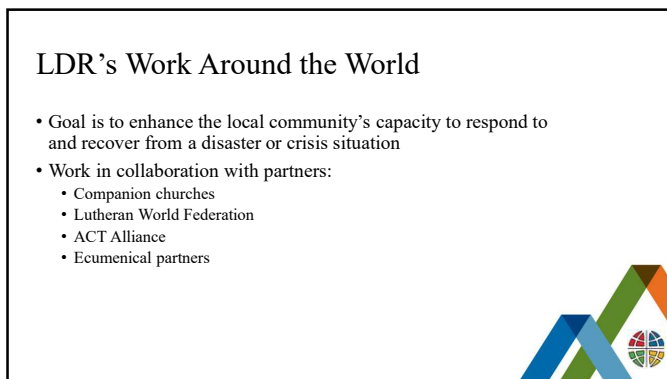 LDR’s Work Around the World
• Goal is to enhance the local community’s capacity to respond to
and recover from a disaster or crisis situation
• Work in collaboration with partners:
• Companion churches
• Lutheran World Federation
• ACT Alliance
• Ecumenical partners